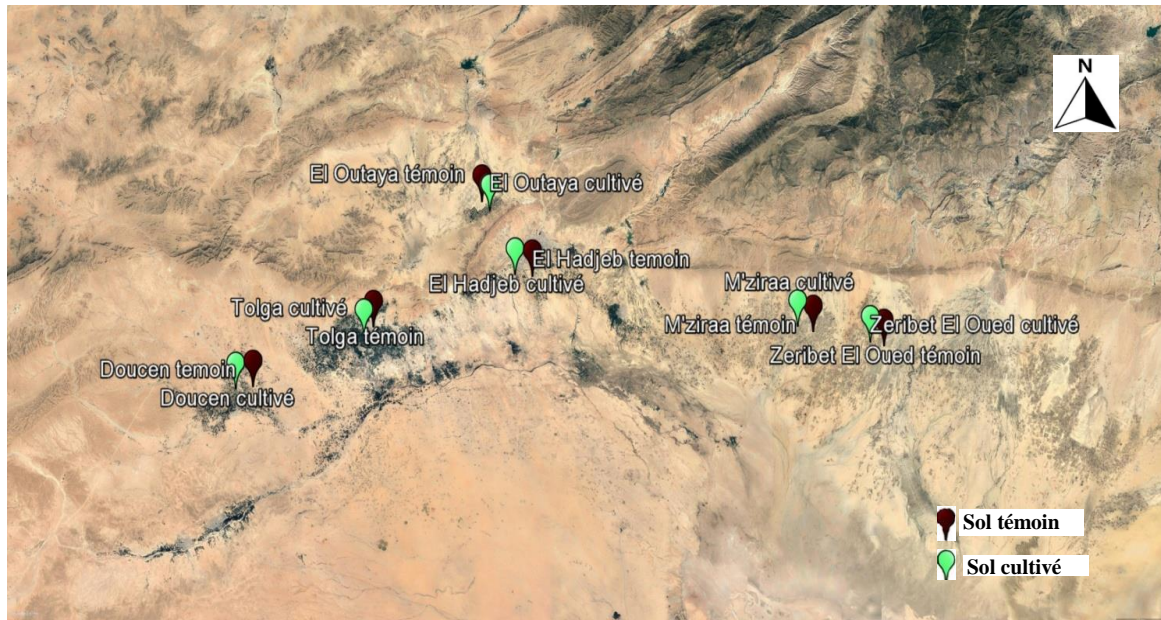 N
El Outaya témoin
El Outaya cultivé
El Hadjeb temoin
El Hadjeb cultivé
M'ziraa cultivé
Tolga cultivé
M'ziraa témoin
Zeribet El Oued cultivé
Tolga témoin
Zeribet El Oued témoin
Doucen temoin
Doucen cultivé
Sol témoin
Sol cultivé